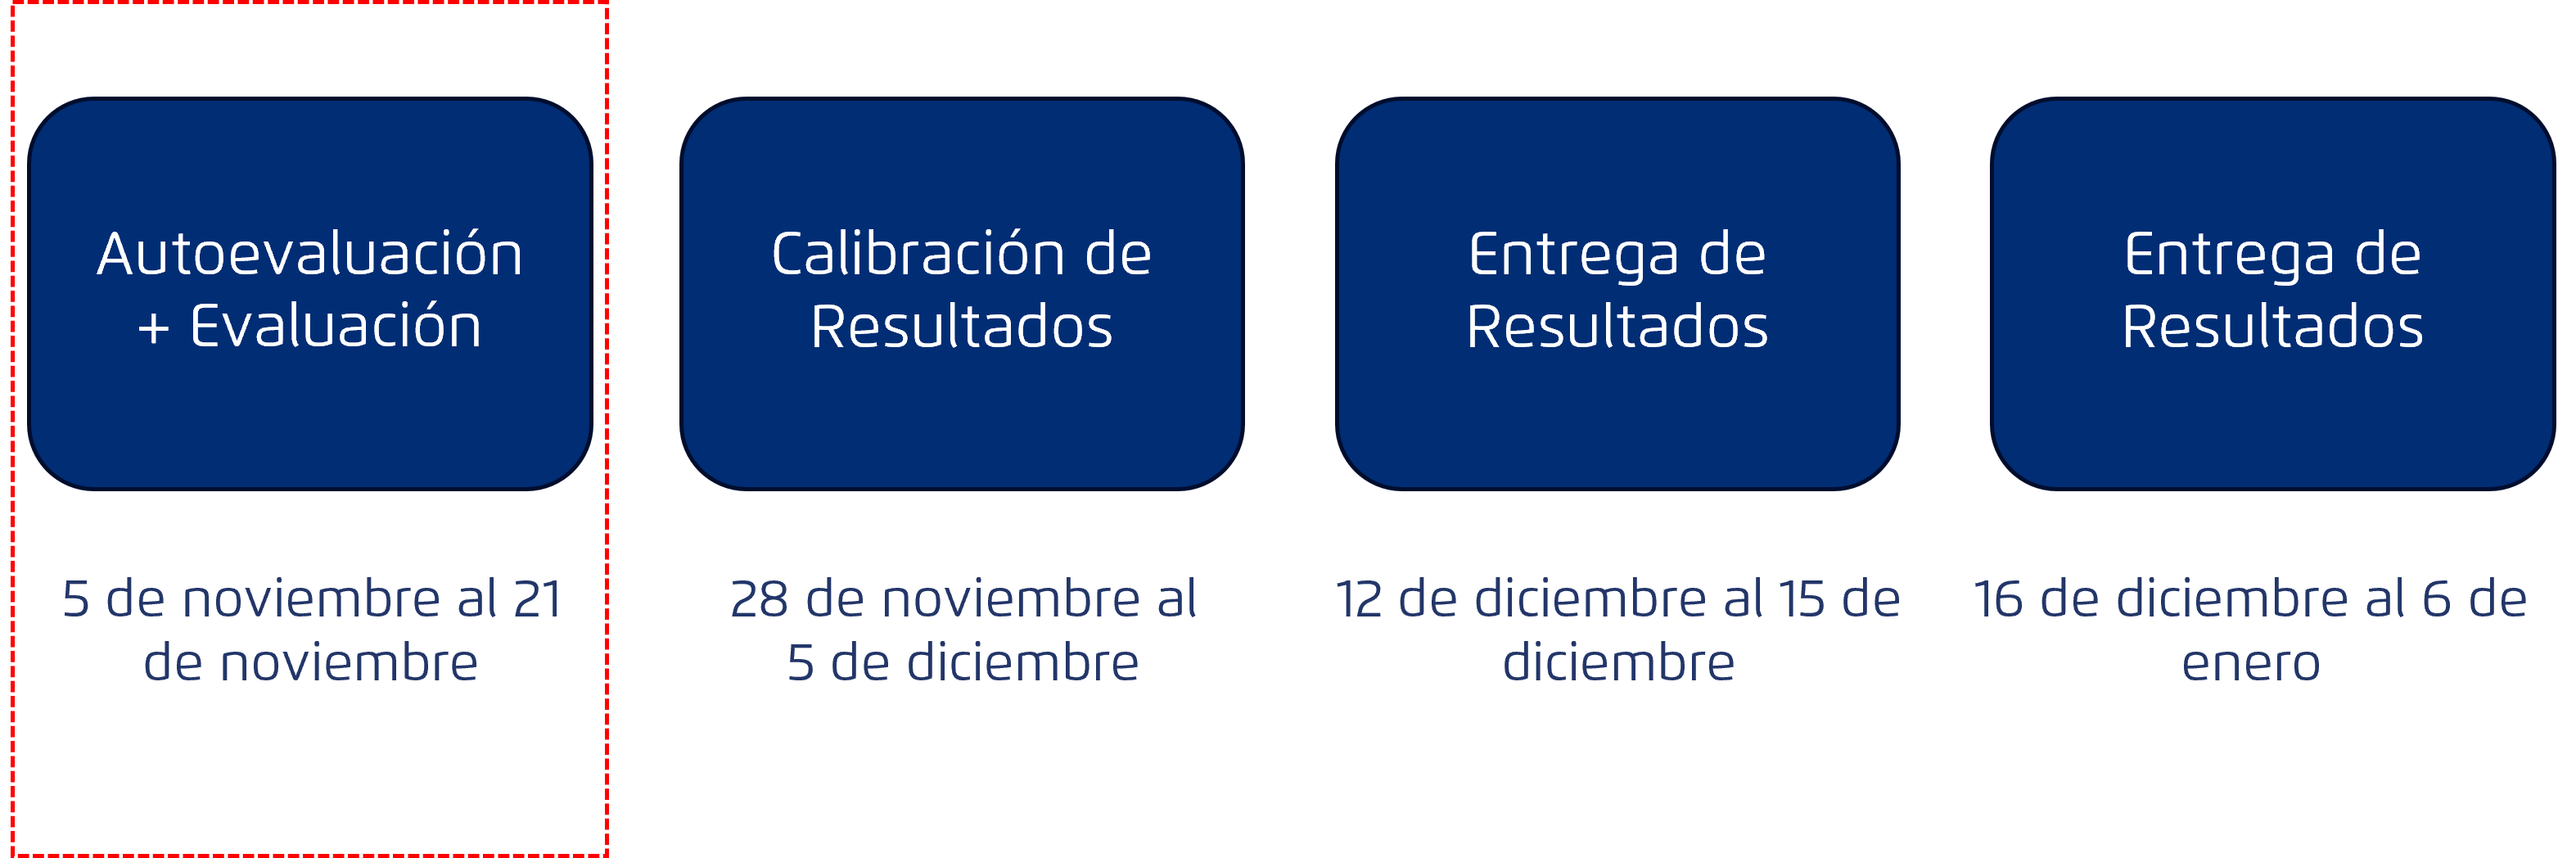 Autoevaluación
+ Evaluación
5 de noviembre al 21
de noviembre
Calibración de
Resultados
28 de noviembre al
5 de diciembre
Entrega de
Resultados
12 de diciembre al 15 de
diciembre
Entrega de
Resultados
16 de diciembre al 6 de
enero